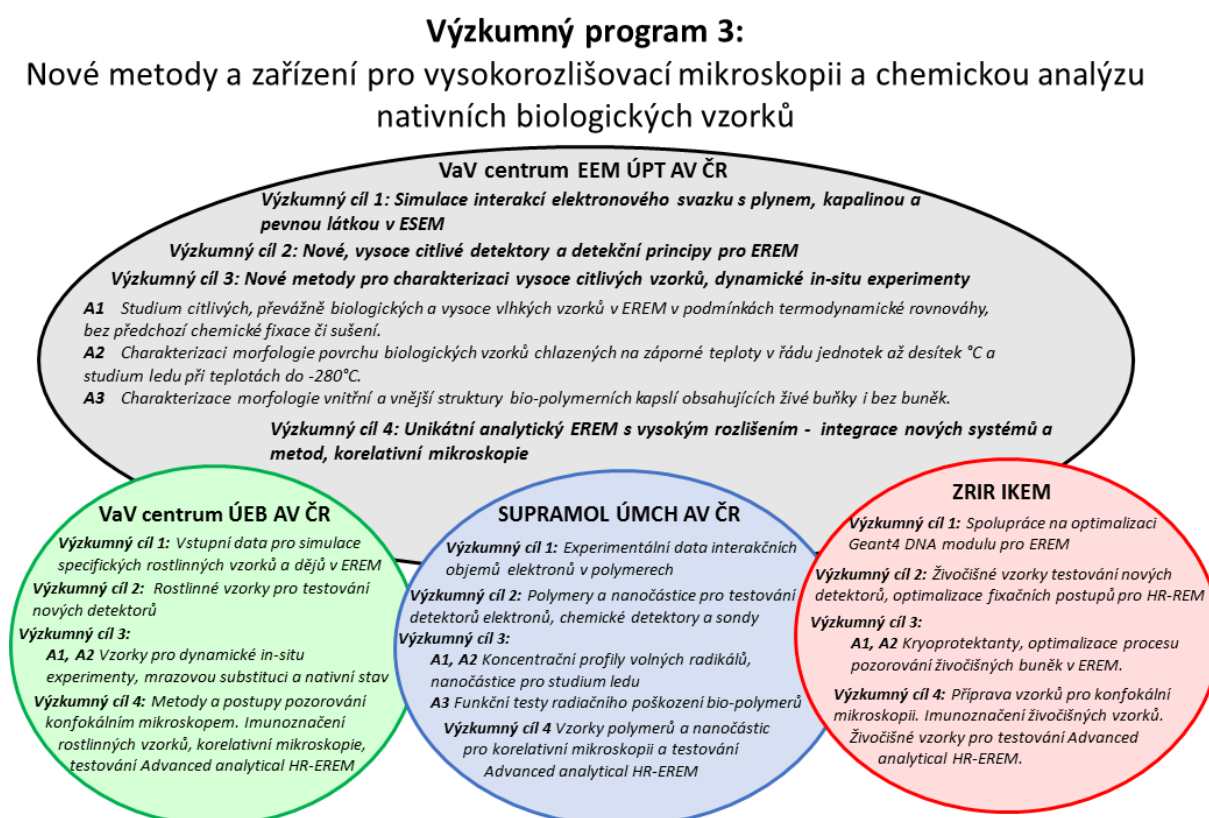 Výzkumný program 3:
Nové metody a zařízení pro vysokorozlišovací mikroskopii a chemickou analýzu
nativních biologických vzorků
VaV centrum EEM ÚPT AV ČR
Výzkumný cíl 1: Simulace interakcí elektronového svazku s plynem, kapalinou a
pevnou látkou v ESEM
Výzkumný cíl 2: Nové, vysoce citlivé detektory a detekční principy pro EREM
Výzkumný cíl 3: Nové metody pro charakterizaci vysoce citlivých vzorků, dynamické in-situ experimenty
A1 Studium citlivých, převážně biologických a vysoce vlhkých vzorků v EREM v podmínkách termodynamické rovnováhy,
bez předchozí chemické fixace či sušení.
A2 Charakterizaci morfologie povrchu biologických vzorků chlazených na záporné teploty v řádu jednotek až desítek °C a
studium ledu při teplotách do -280°C.
A3 Charakterizace morfologie vnitřní a vnější struktury bio-polymerních kapslí obsahujících živé buňky i bez buněk.
Výzkumný cíl 4: Unikátní analytický EREM s vysokým rozlišením - integrace nových systémů a
metod, korelativní mikroskopie
VaV centrum ÚEB AV ČR
Výzkumný cíl 1: Vstupní data pro simulace
specifických rostlinných vzorků a dějů v EREM
Výzkumný cíl 2: Rostlinné vzorky pro testování
nových detektorů
Výzkumný cíl 3:
A1, A2 Vzorky pro dynamické in-situ
experimenty, mrazovou substituci a nativní stav
Výzkumný cíl 4: Metody a postupy pozorování
konfokálním mikroskopem. Imunoznačení
rostlinných vzorků, korelativní mikroskopie,
testování Advanced analytical HR-EREM
SUPRAMOL ÚMCH AV ČR
Výzkumný cíl 1: Experimentální data interakčních
objemů elektronů v polymerech
Výzkumný cíl 2: Polymery a nanočástice pro testování
detektorů elektronů, chemické detektory a sondy
Výzkumný cíl 3:
A1, A2 Koncentrační profily volných radikálů,
nanočástice pro studium ledu
A3 Funkční testy radiačního poškození bio-polymerů
Výzkumný cíl 4 Vzorky polymerů a nanočástic
pro korelativní mikroskopii a testování
Advanced analytical HR-EREM
ZRIR IKEM
Výzkumný cíl 1: Spolupráce na optimalizaci
Geant4 DNA modulu pro EREM
Výzkumný cíl 2: Živočišné vzorky testování nových
detektorů, optimalizace fixačních postupů pro HR-REM
Výzkumný cíl 3:
A1, A2 Kryoprotektanty, optimalizace procesu
pozorování živočišných buněk v EREM.
Výzkumný cíl 4: Příprava vzorků pro konfokální
mikroskopii. Imunoznačení živočišných vzorků.
Živočišné vzorky pro testování Advanced
analytical HR-EREM.